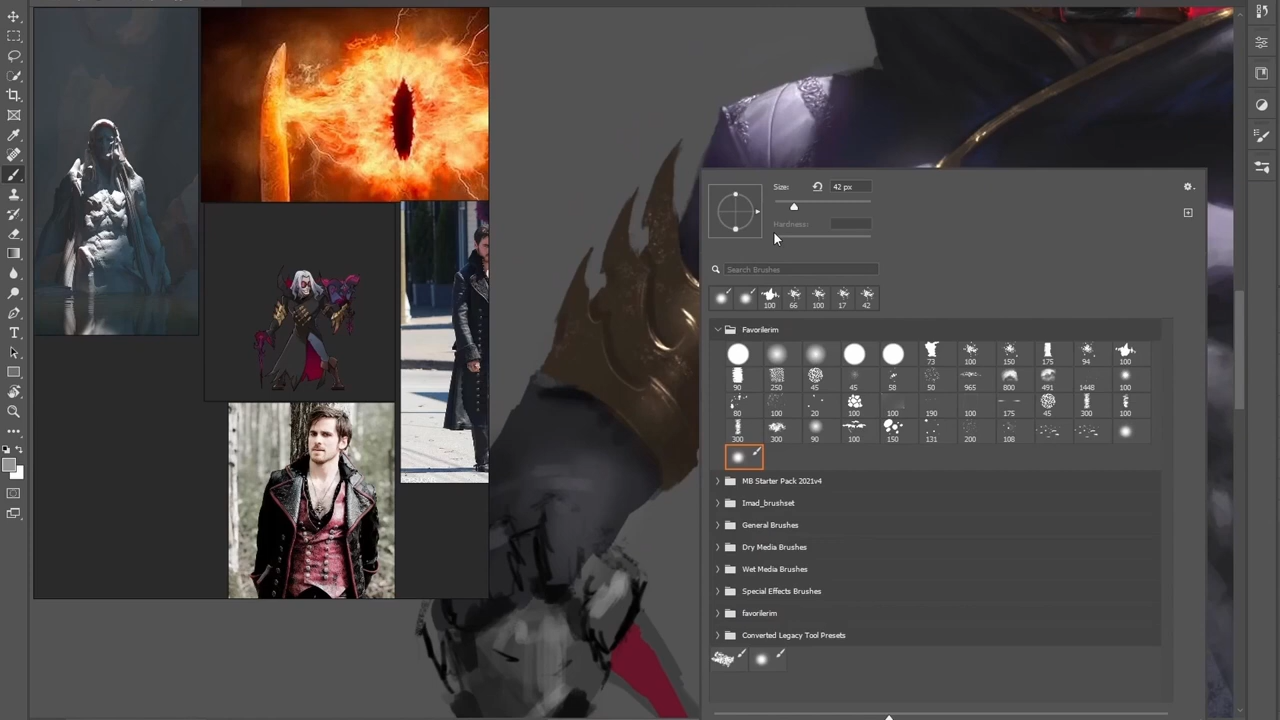 Size:
42 px
Hardness:
Search Brushes
100 66 100 17 42
Favorilerim
73 100 150 175 94 100
90 250 45 45 58 50 965 800 491 1448 100
80 100 20 100 100 190 100 175 45 300 100
300 300 90 100 150 131 200 108
MB Starter Pack 2021v4
Imad_brushset
General Brushes
Dry Media Brushes
Wet Media Brushes
Special Effects Brushes
favorilerim
Converted Legacy Tool Presets